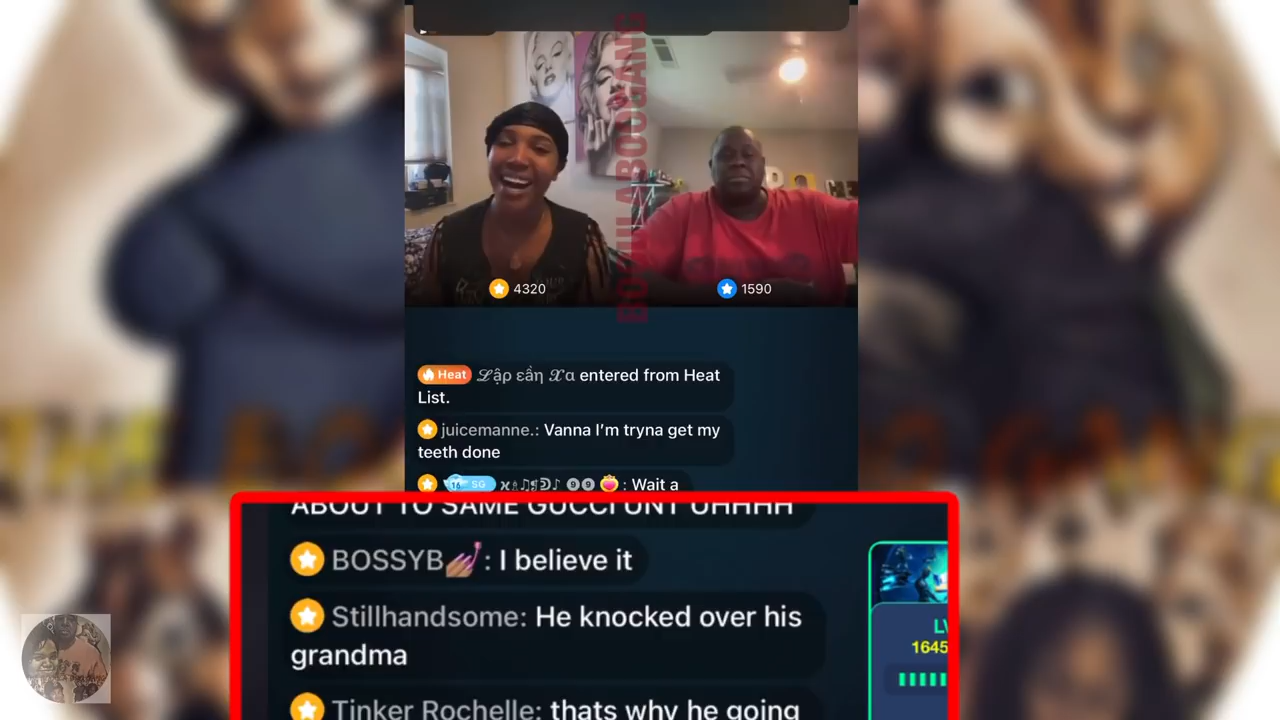 4320
1590
Heat ℒậρ εầη 𝒳α entered from Heat
List.
juicemanne.: Vanna I’m tryna get my
teeth done
: Wait a
ABOUT TO SAME GUCCI UNT UHHHH
BOSSYB💅: I believe it
Stillhandsome: He knocked over his
grandma
Tinker Rochelle: thats why he going
1645